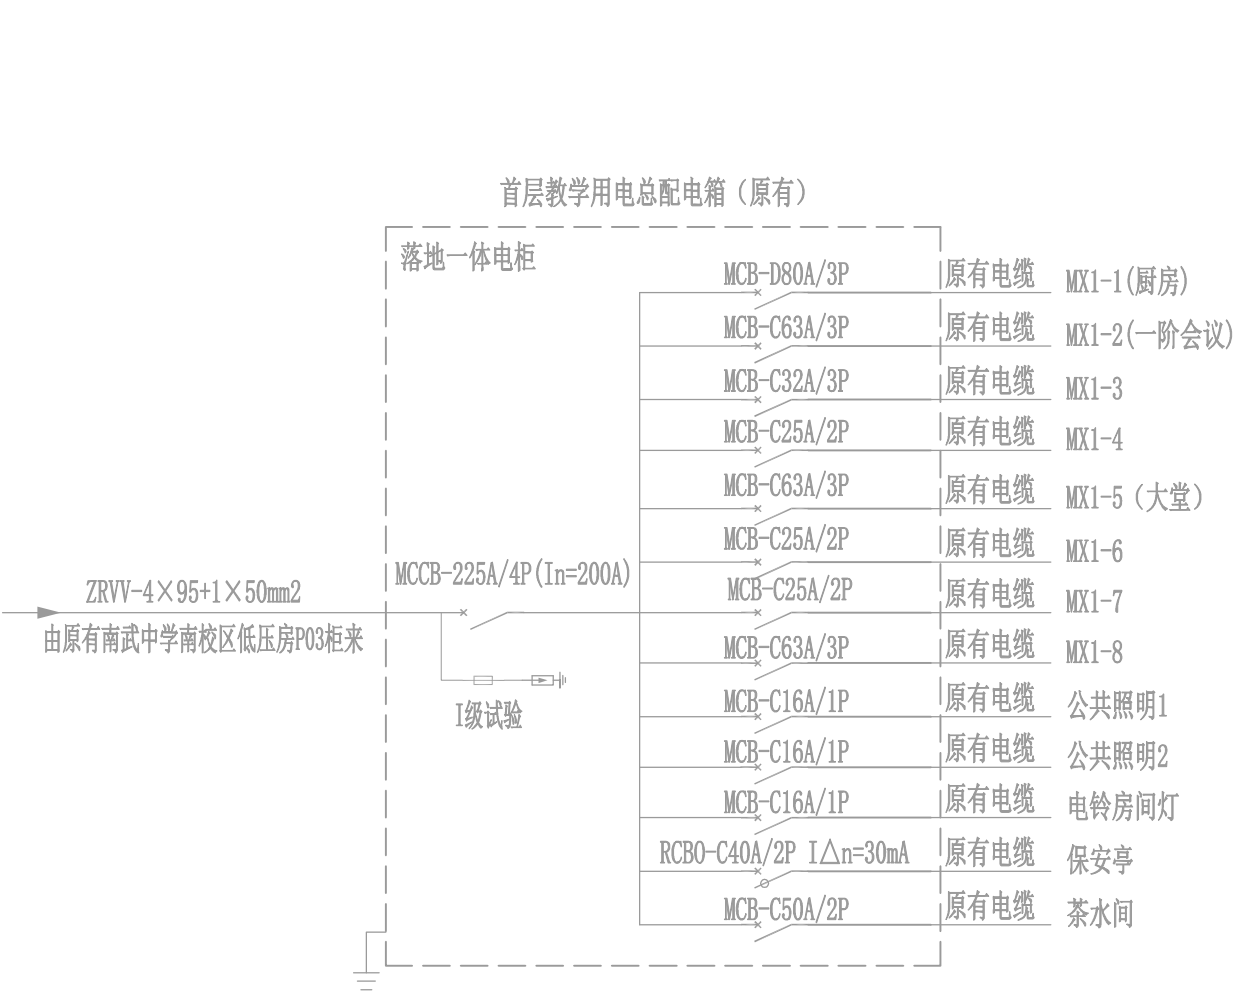 首层教学用电总配电箱（原有）
落地一体电柜
MCB-D80A/3P 原有电缆 MX1-1(厨房)
MCB-C63A/3P 原有电缆 MX1-2(一阶会议)
MCB-C32A/3P 原有电缆 MX1-3
MCB-C25A/2P 原有电缆 MX1-4
MCB-C63A/3P 原有电缆 MX1-5（大堂）
MCB-C25A/2P 原有电缆 MX1-6
MCCB-225A/4P(In=200A)
ZRVV-4×95+1×50mm2
MCB-C25A/2P 原有电缆 MX1-7
由原有南武中学南校区低压房P03柜来
MCB-C63A/3P 原有电缆 MX1-8
I级试验
MCB-C16A/1P 原有电缆 公共照明1
MCB-C16A/1P 原有电缆 公共照明2
MCB-C16A/1P 原有电缆 电铃房间灯
RCBO-C40A/2P I△n=30mA 原有电缆 保安亭
MCB-C50A/2P 原有电缆 茶水间